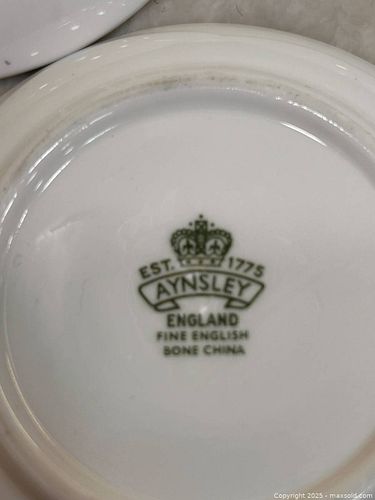 EST. 1775
AYNSLEY
ENGLAND
FINE ENGLISH
BONE CHINA
Copyright 2025 - maxsold.com